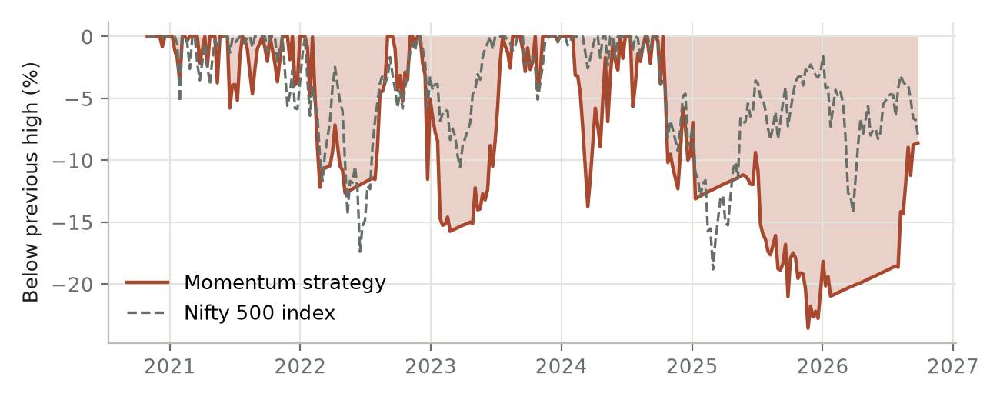 Below previous high (%)
0
−5
−10
−15
−20
Momentum strategy
Nifty 500 index
2021 2022 2023 2024 2025 2026 2027